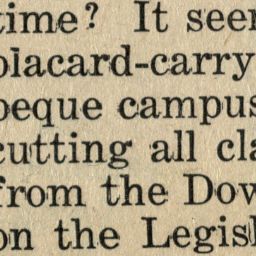 time? It seem
placard-carry
beque campus
cutting all cla
from the Dow
on the Legisl